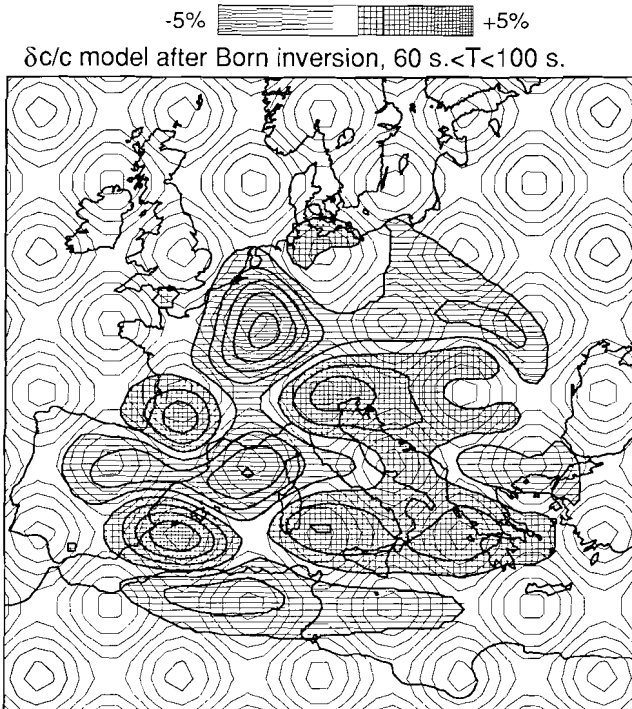 -5% +5%
δc/c model after Born inversion, 60 s.<T<100 s.